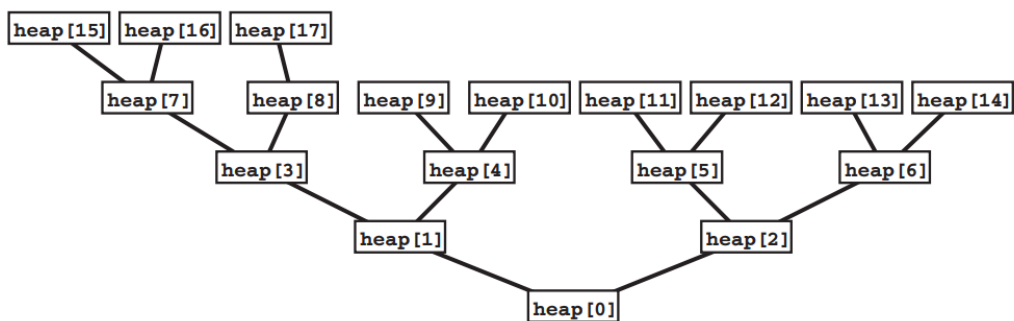 heap[15] heap[16] heap[17]
heap[7] heap[8] heap[9] heap[10] heap[11] heap[12] heap[13] heap[14]
heap[3] heap[4] heap[5] heap[6]
heap[1] heap[2]
heap[0]